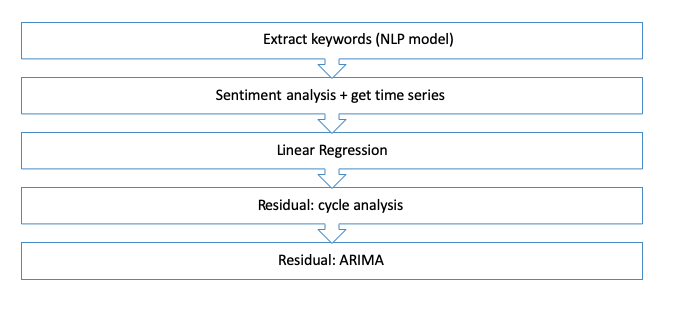 Extract keywords (NLP model)
Sentiment analysis + get time series
Linear Regression
Residual: cycle analysis
Residual: ARIMA